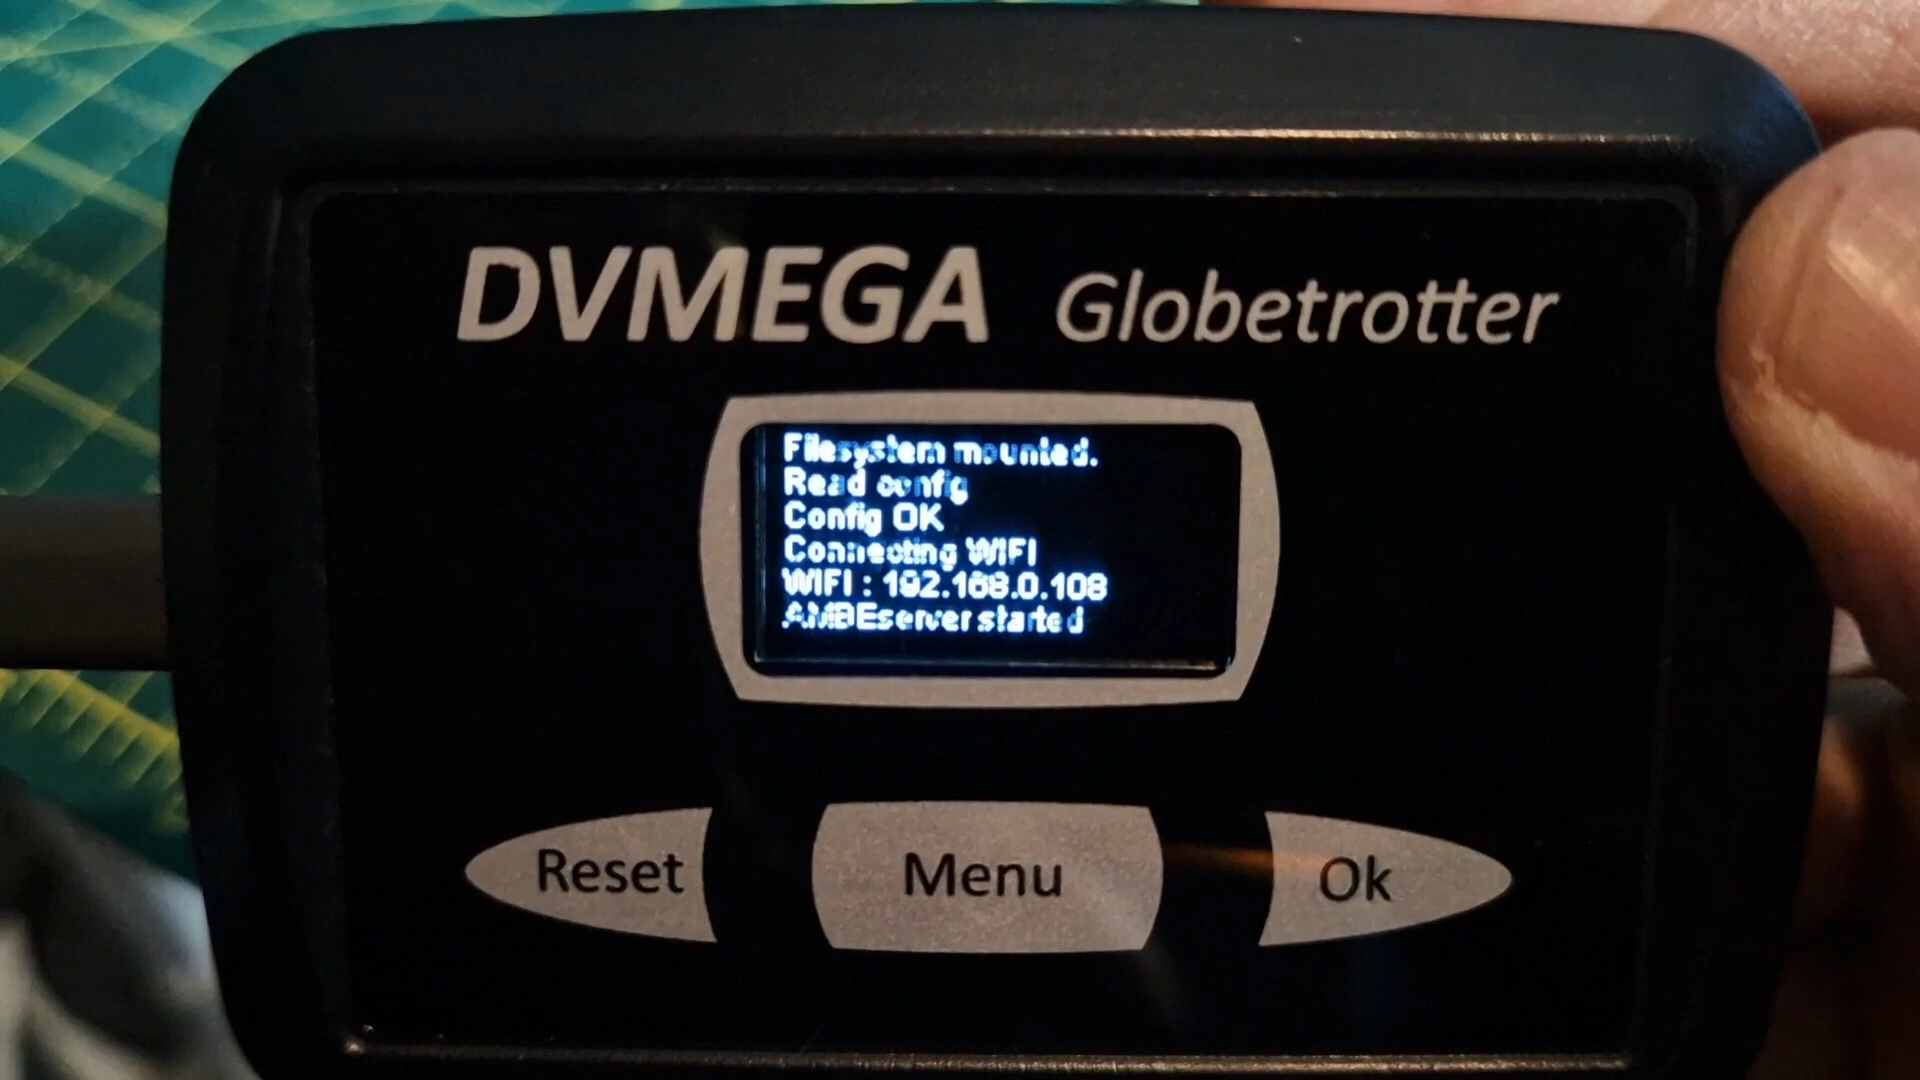 DVMEGA Globetrotter
Filesystem mounted.
Read config
Config OK
Connecting WIFI
WIFI : 192.168.0.108
AMBEserver started
Reset Menu Ok